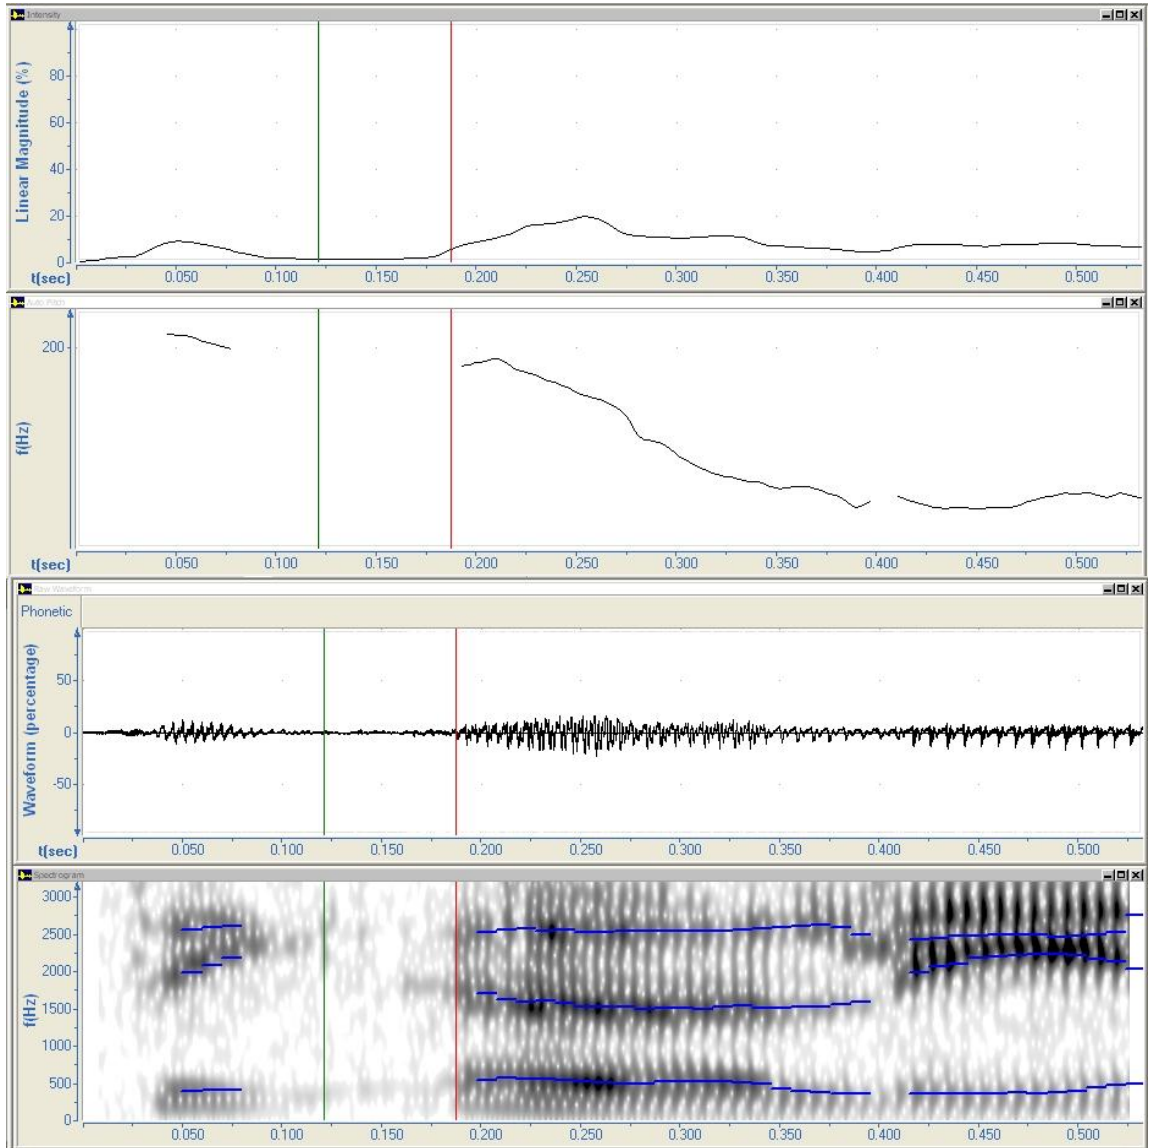 Intensity
Linear Magnitude (%)
80
60
40
20
0
t(sec) 0.050 0.100 0.150 0.200 0.250 0.300 0.350 0.400 0.450 0.500
Auto Pitch
f(Hz)
200
t(sec) 0.050 0.100 0.150 0.200 0.250 0.300 0.350 0.400 0.450 0.500
Raw Waveform
Phonetic
Waveform (percentage)
50
0
-50
t(sec) 0.050 0.100 0.150 0.200 0.250 0.300 0.350 0.400 0.450 0.500
Spectrogram
f(Hz)
3000
2500
2000
1500
1000
500
0
0.050 0.100 0.150 0.200 0.250 0.300 0.350 0.400 0.450 0.500
t(sec)